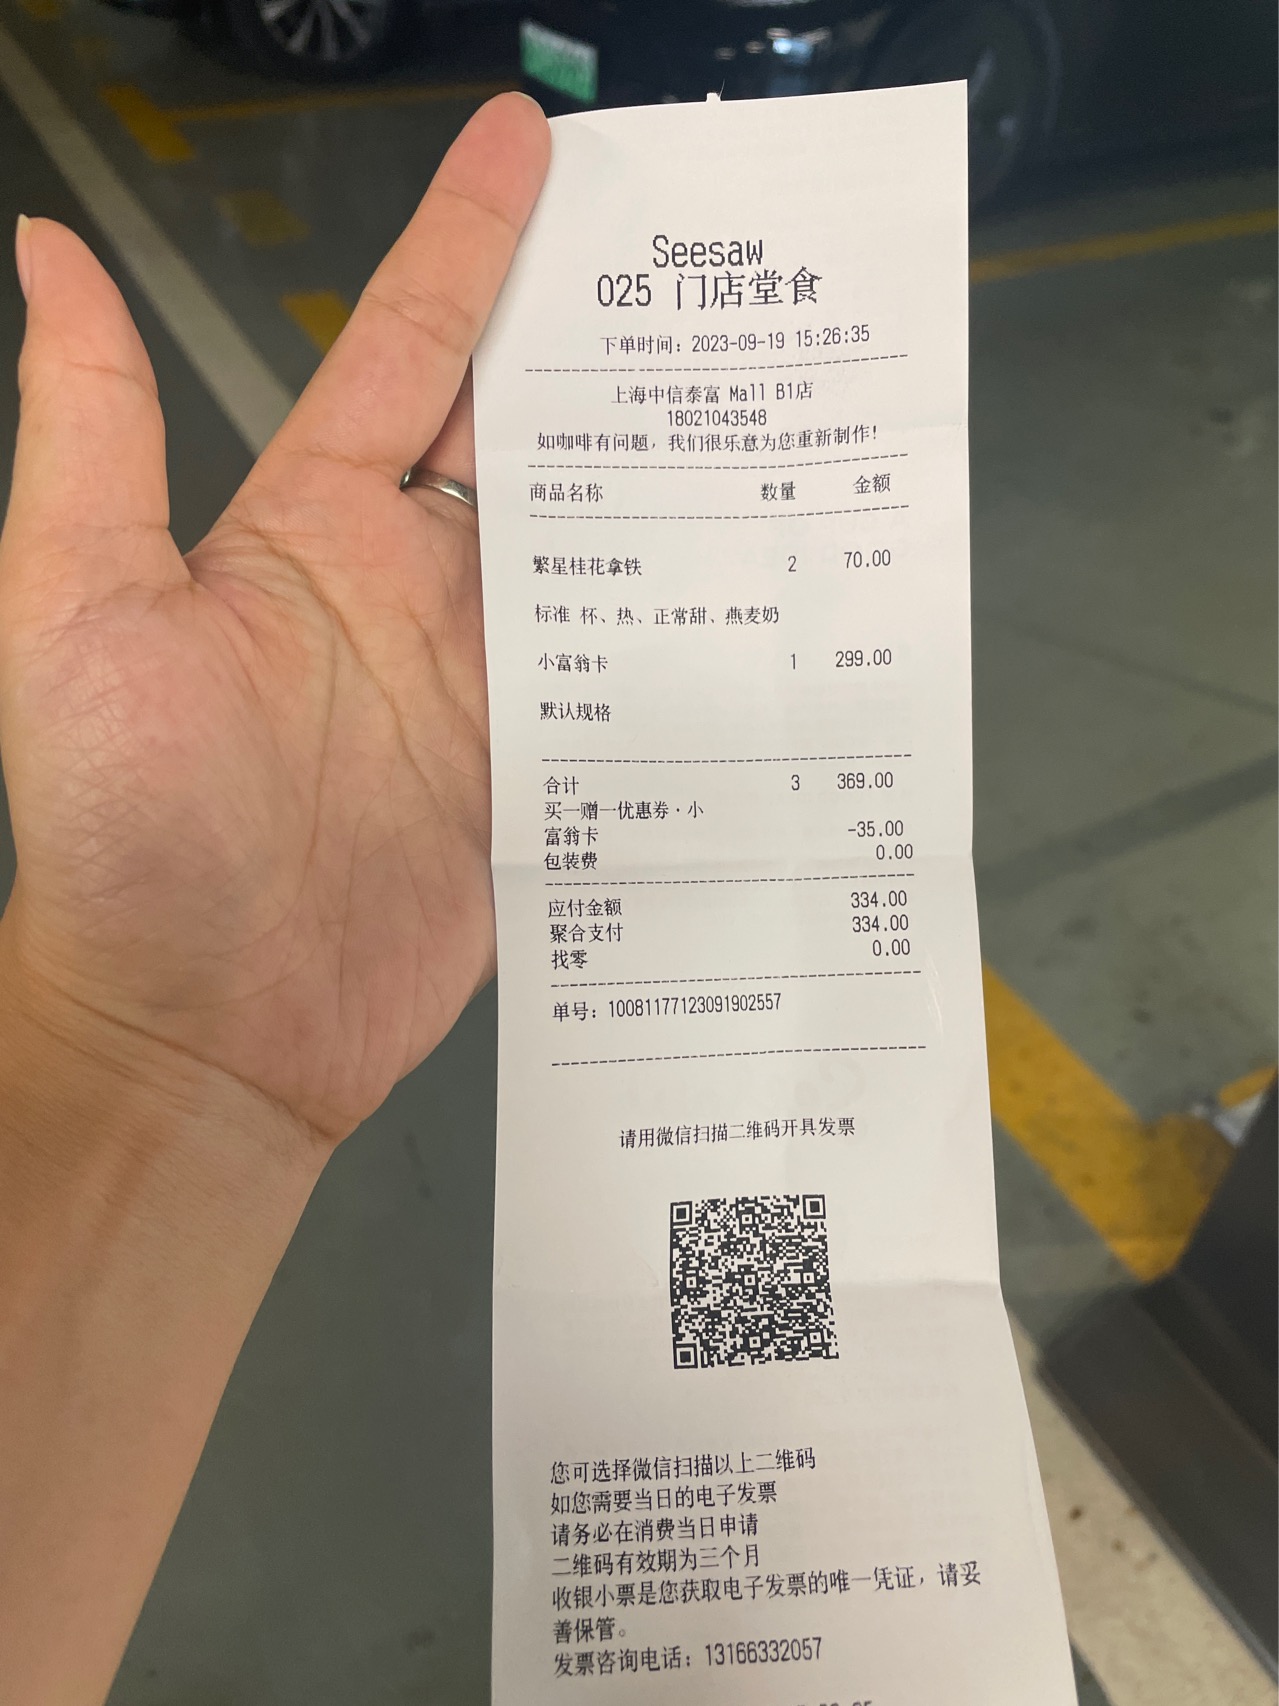 Seesaw
025 门店堂食
下单时间：2023-09-19 15:26:35
上海中信泰富 Mall B1店
18021043548
如咖啡有问题，我们很乐意为您重新制作！
商品名称 数量 金额
繁星桂花拿铁 2 70.00
标准 杯、热、正常甜、燕麦奶
小富翁卡 1 299.00
默认规格
合计 3 369.00
买一赠一优惠券·小
富翁卡 -35.00
包装费 0.00
应付金额 334.00
聚合支付 334.00
找零 0.00
单号：10081177123091902557
请用微信扫描二维码开具发票
您可选择微信扫描以上二维码
如您需要当日的电子发票
请务必在消费当日申请
二维码有效期为三个月
收银小票是您获取电子发票的唯一凭证，请妥
善保管。
发票咨询电话：13166332057